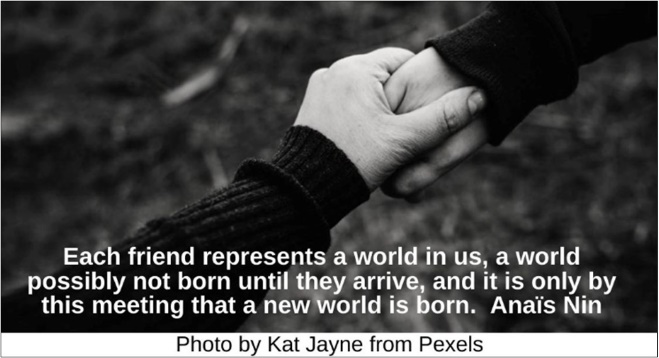 Each friend represents a world in us, a world
possibly not born until they arrive, and it is only by
this meeting that a new world is born.  Anaïs Nin
Photo by Kat Jayne from Pexels